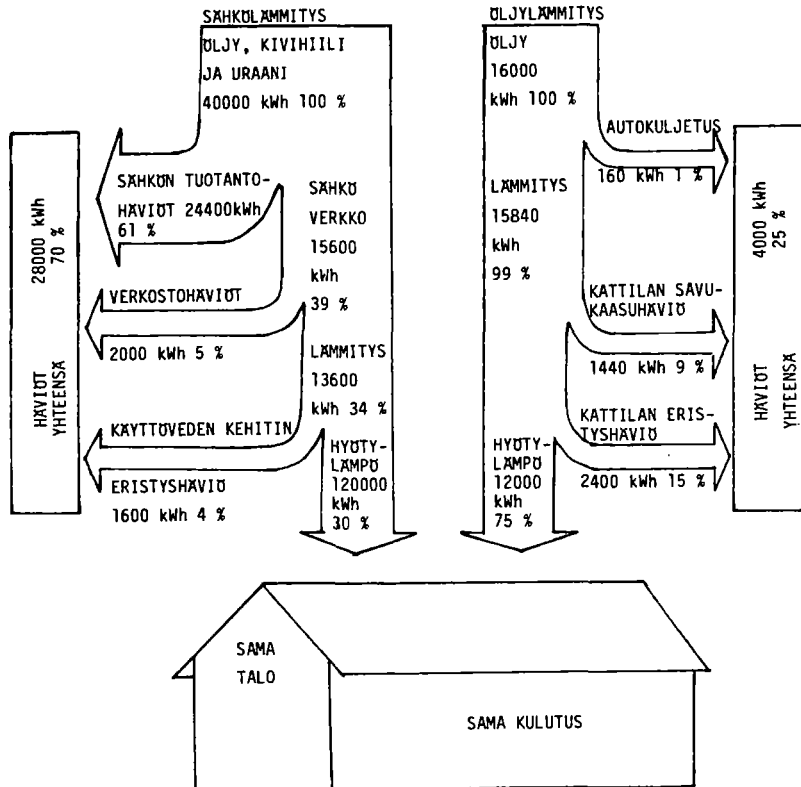 SÄHKÖLÄMMITYS
ÖLJY, KIVIHIILI
JA URAANI
40000 kWh 100 %
SÄHKÖN TUOTANTO-
HÄVIÖT 24400kWh
61 %
SÄHKÖ
VERKKO
15600
kWh
39 %
28000 kWh
70 %
HÄVIÖT
YHTEENSÄ
VERKOSTOHÄVIÖT
2000 kWh 5 %
LÄMMITYS
13600
kWh 34 %
KÄYTTÖVEDEN KEHITIN
ERISTYSHÄVIÖ
1600 kWh 4 %
HYÖTY-
LÄMPÖ
120000
kWh
30 %
ÖLJYLÄMMITYS
ÖLJY
16000
kWh 100 %
AUTOKULJETUS
160 kWh 1 %
LÄMMITYS
15840
kWh
99 %
4000 kWh
25 %
HÄVIÖT
YHTEENSÄ
KATTILAN SAVU-
KAASUHÄVIÖ
1440 kWh 9 %
KATTILAN ERIS-
TYSHÄVIÖ
2400 kWh 15 %
HYÖTY-
LÄMPÖ
12000
kWh
75 %
SAMA
TALO
SAMA KULUTUS